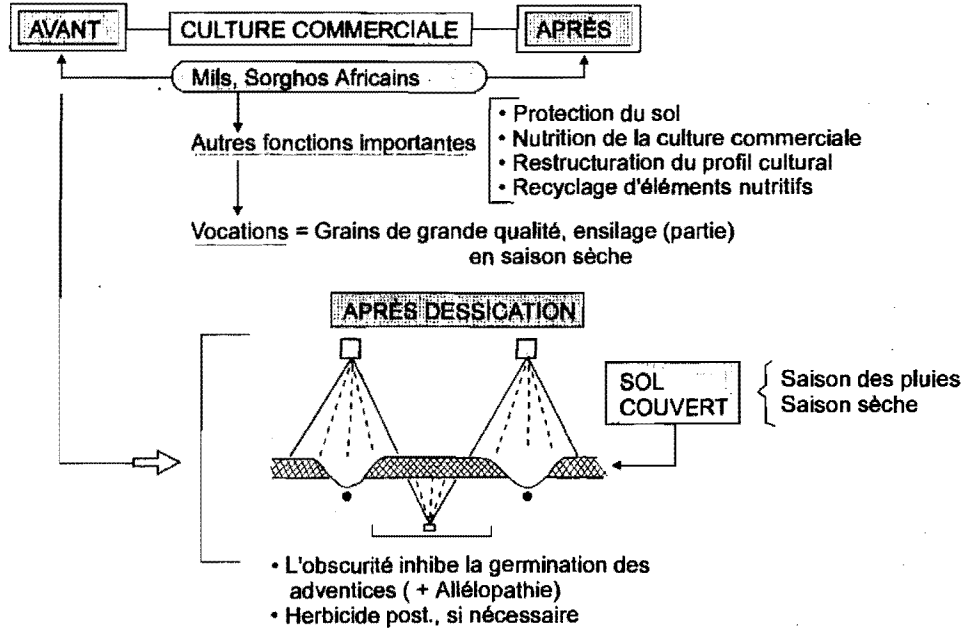 AVANT
CULTURE COMMERCIALE
APRÈS
Mils, Sorghos Africains
Autres fonctions importantes
• Protection du sol
• Nutrition de la culture commerciale
• Restructuration du profil cultural
• Recyclage d'éléments nutritifs
Vocations = Grains de grande qualité, ensilage (partie)
en saison sèche
APRÈS DESSICATION
SOL
COUVERT
Saison des pluies
Saison sèche
• L'obscurité inhibe la germination des
adventices ( + Allélopathie)
• Herbicide post., si nécessaire